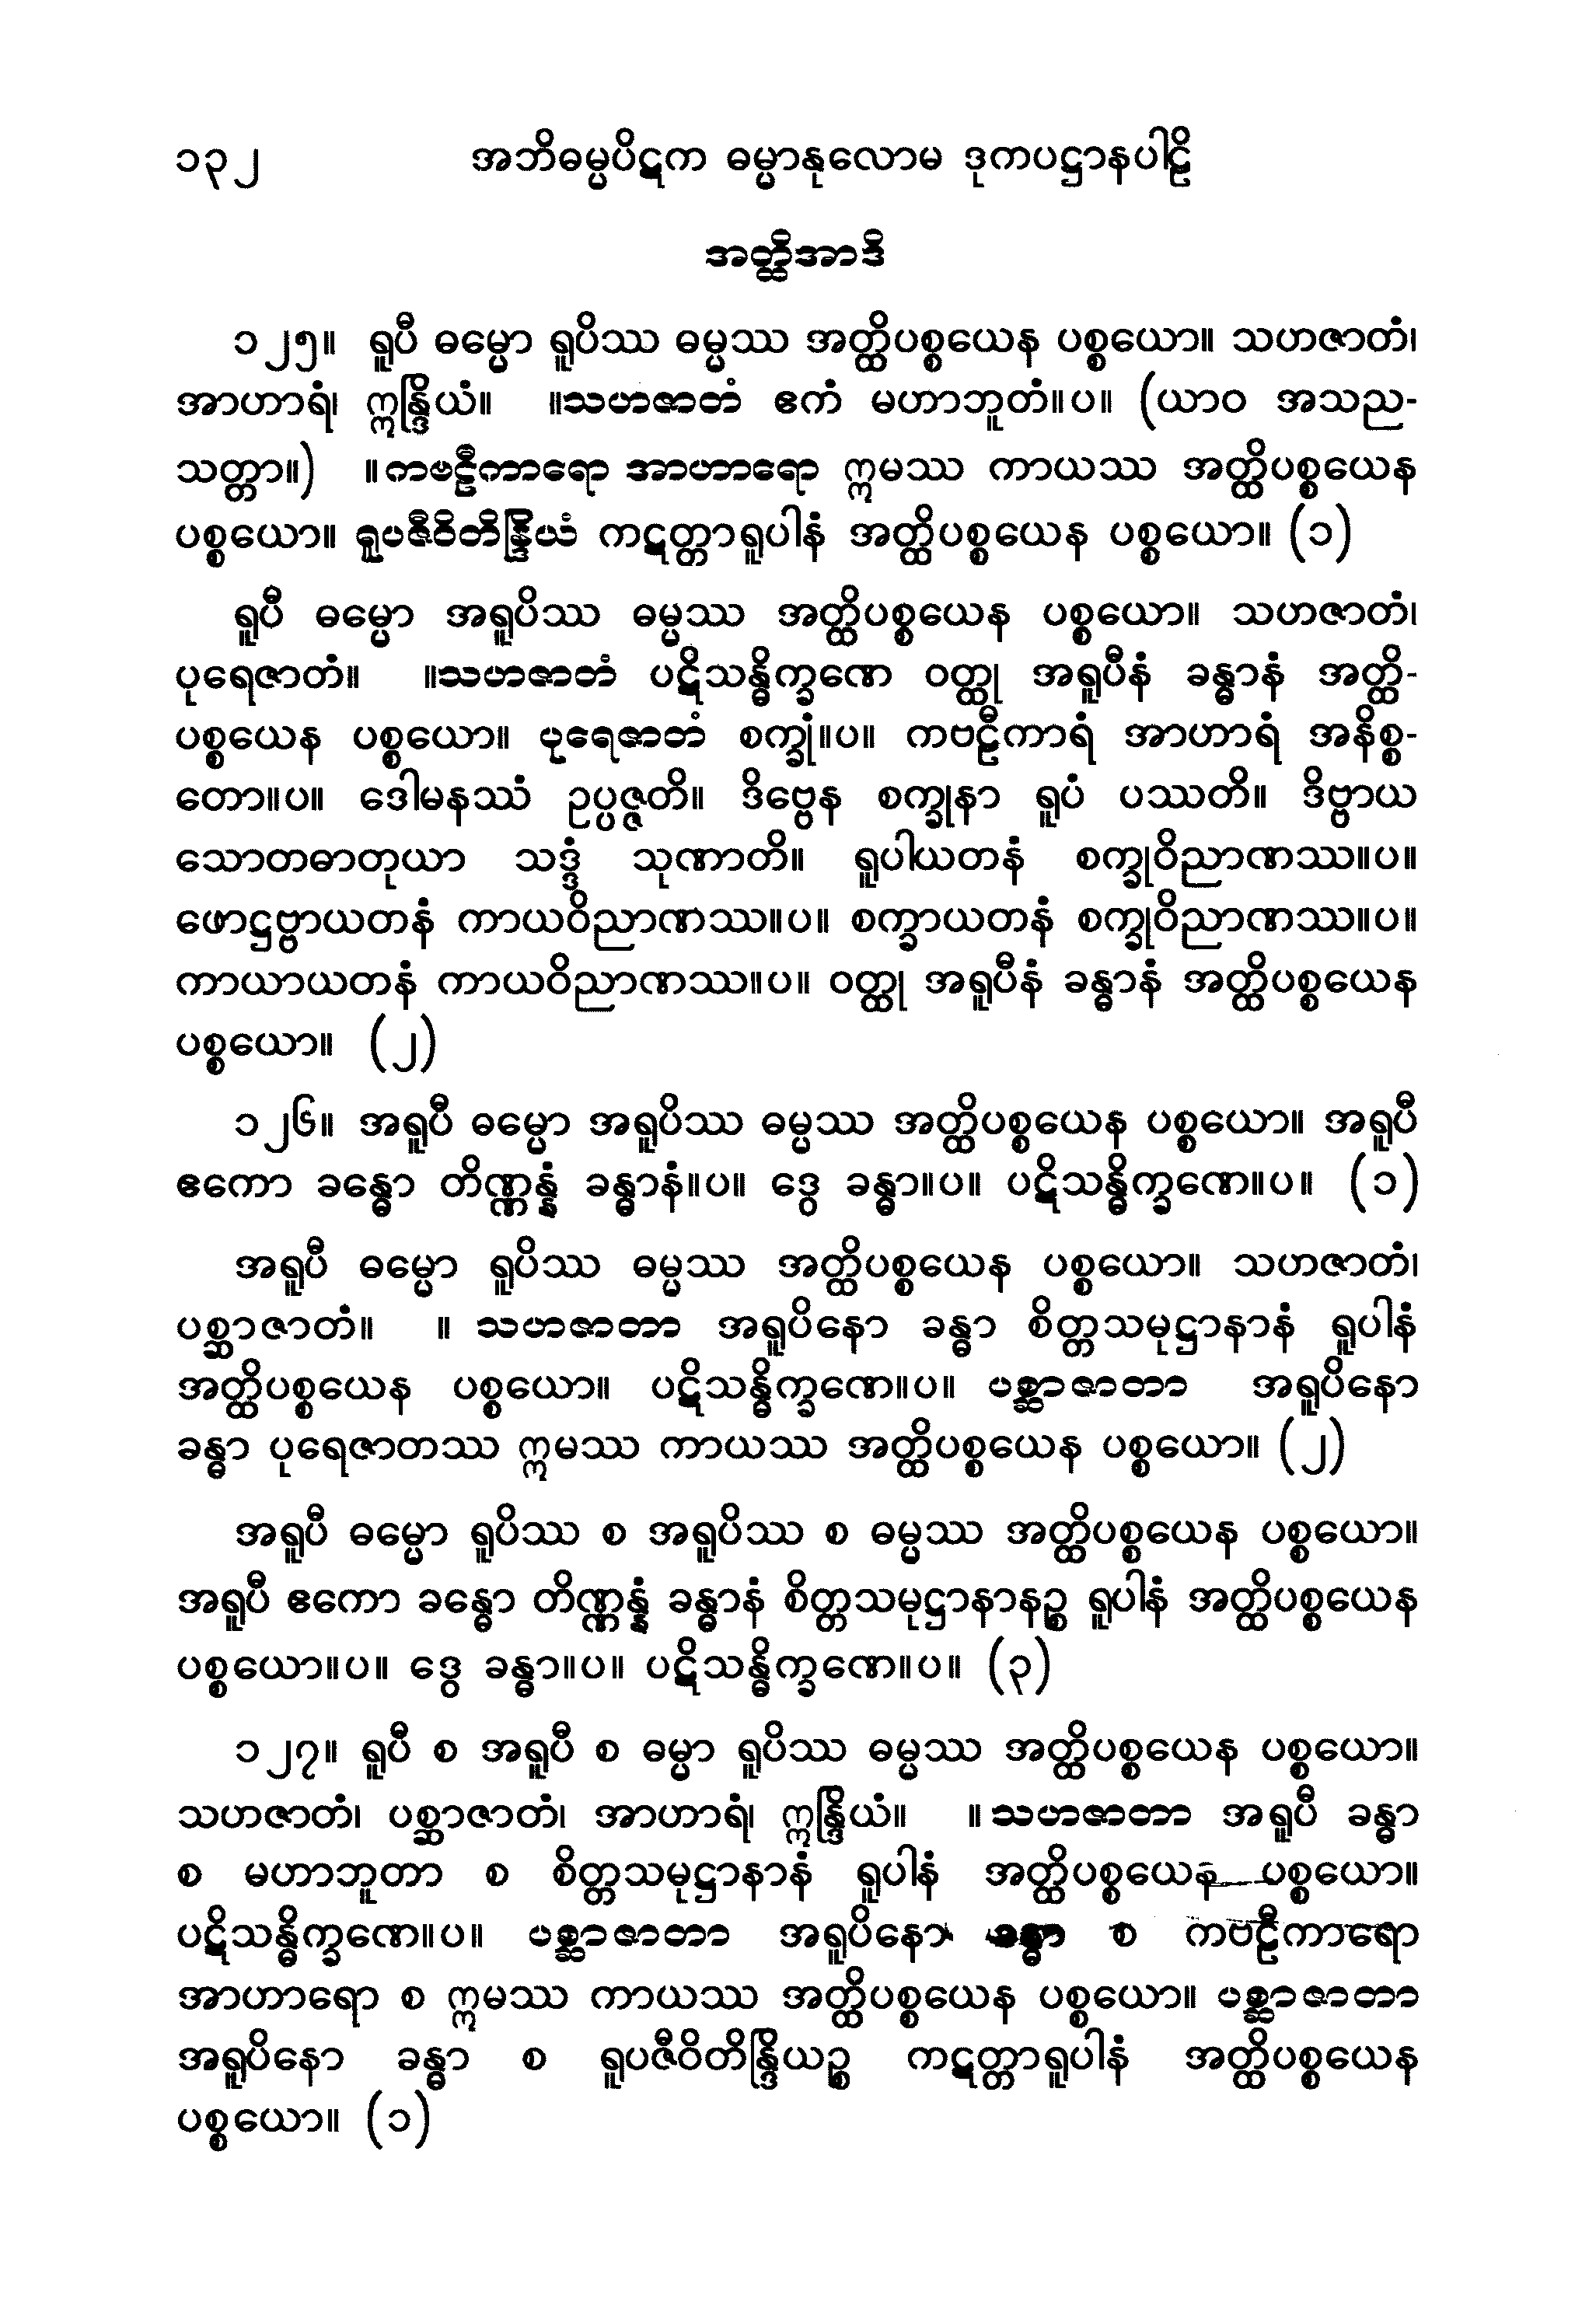 ၁၃၂ အဘိဓမ္မပိဋက ဓမ္မာနုလောမ ဒုကပဋ္ဌာနပါဠိ
အတ္ထိအာဒိ
၁၂၅။ ရူပီ ဓမ္မော ရူပိဿ ဓမ္မဿ အတ္ထိပစ္စယေန ပစ္စယော။ သဟဇာတံ၊
အာဟာရံ၊ ဣန္ဒြိယံ။ ။သဟဇာတံ ဧကံ မဟာဘူတံ။ပ။ (ယာဝ အသည-
သတ္တာ။) ။ကဗဠီကာရော အာဟာရော ဣမဿ ကာယဿ အတ္ထိပစ္စယေန
ပစ္စယော။ ရူပဇီဝိတိန္ဒြိယံ ကဋတ္တာရူပါနံ အတ္ထိပစ္စယေန ပစ္စယော။ (၁)
ရူပီ ဓမ္မော အရူပိဿ ဓမ္မဿ အတ္ထိပစ္စယေန ပစ္စယော။ သဟဇာတံ၊
ပုရေဇာတံ။ ။သဟဇာတံ ပဋိသန္ဓိက္ခဏေ ဝတ္ထု အရူပီနံ ခန္ဓာနံ အတ္ထိ-
ပစ္စယေန ပစ္စယော။ ပုရေဇာတံ စက္ခုံ။ပ။ ကဗဠီကာရံ အာဟာရံ အနိစ္စ-
တော။ပ။ ဒေါမနဿံ ဥပ္ပဇ္ဇတိ။ ဒိဗ္ဗေန စက္ခုနာ ရူပံ ပဿတိ။ ဒိဗ္ဗာယ
သောတဓာတုယာ သဒ္ဒံ သုဏာတိ။ ရူပါယတနံ စက္ခုဝိညာဏဿ။ပ။
ဖောဋ္ဌဗ္ဗာယတနံ ကာယဝိညာဏဿ။ပ။ စက္ခာယတနံ စက္ခုဝိညာဏဿ။ပ။
ကာယာယတနံ ကာယဝိညာဏဿ။ပ။ ဝတ္ထု အရူပီနံ ခန္ဓာနံ အတ္ထိပစ္စယေန
ပစ္စယော။ (၂)
၁၂၆။ အရူပီ ဓမ္မော အရူပိဿ ဓမ္မဿ အတ္ထိပစ္စယေန ပစ္စယော။ အရူပီ
ဧကော ခန္ဓော တိဏ္ဏန္နံ ခန္ဓာနံ။ပ။ ဒွေ ခန္ဓာ။ပ။ ပဋိသန္ဓိက္ခဏေ။ပ။ (၁)
အရူပီ ဓမ္မော ရူပိဿ ဓမ္မဿ အတ္ထိပစ္စယေန ပစ္စယော။ သဟဇာတံ၊
ပစ္ဆာဇာတံ။ ။ သဟဇာတာ အရူပိနော ခန္ဓာ စိတ္တသမုဋ္ဌာနာနံ ရူပါနံ
အတ္ထိပစ္စယေန ပစ္စယော။ ပဋိသန္ဓိက္ခဏေ။ပ။ ပစ္ဆာဇာတာ အရူပိနော
ခန္ဓာ ပုရေဇာတဿ ဣမဿ ကာယဿ အတ္ထိပစ္စယေန ပစ္စယော။ (၂)
အရူပီ ဓမ္မော ရူပိဿ စ အရူပိဿ စ ဓမ္မဿ အတ္ထိပစ္စယေန ပစ္စယော။
အရူပီ ဧကော ခန္ဓော တိဏ္ဏန္နံ ခန္ဓာနံ စိတ္တသမုဋ္ဌာနာနဉ္စ ရူပါနံ အတ္ထိပစ္စယေန
ပစ္စယော။ပ။ ဒွေ ခန္ဓာ။ပ။ ပဋိသန္ဓိက္ခဏေ။ပ။ (၃)
၁၂၇။ ရူပီ စ အရူပီ စ ဓမ္မာ ရူပိဿ ဓမ္မဿ အတ္ထိပစ္စယေန ပစ္စယော။
သဟဇာတံ၊ ပစ္ဆာဇာတံ၊ အာဟာရံ၊ ဣန္ဒြိယံ။ ။သဟဇာတာ အရူပီ ခန္ဓာ
စ မဟာဘူတာ စ စိတ္တသမုဋ္ဌာနာနံ ရူပါနံ အတ္ထိပစ္စယေန ပစ္စယော။
ပဋိသန္ဓိက္ခဏေ။ပ။ ပစ္ဆာဇာတာ အရူပိနော ခန္ဓာ စ ကဗဠီကာရော
အာဟာရော စ ဣမဿ ကာယဿ အတ္ထိပစ္စယေန ပစ္စယော။ ပစ္ဆာဇာတာ
အရူပိနော ခန္ဓာ စ ရူပဇီဝိတိန္ဒြိယဉ္စ ကဋတ္တာရူပါနံ အတ္ထိပစ္စယေန
ပစ္စယော။ (၁)